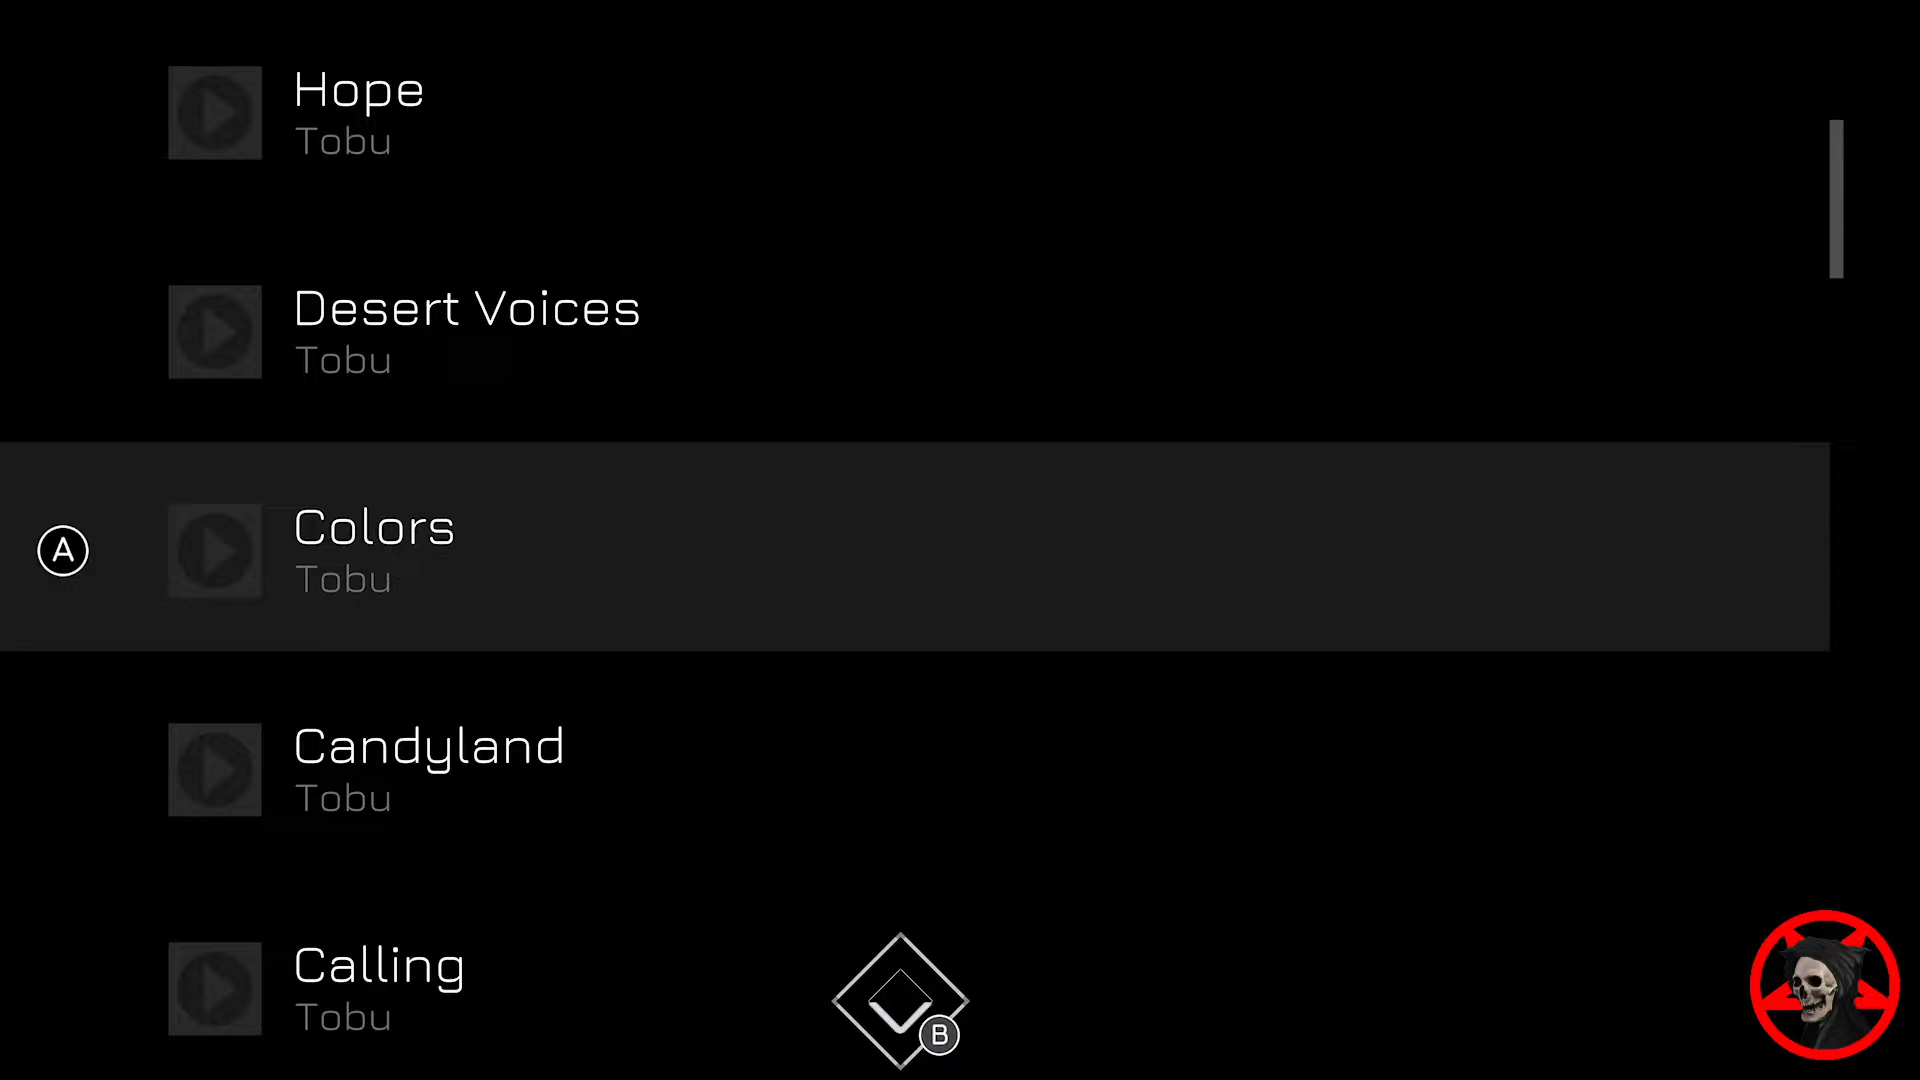 Hope
Tobu
Desert Voices
Tobu
A
Colors
Tobu
Candyland
Tobu
Calling
Tobu
B